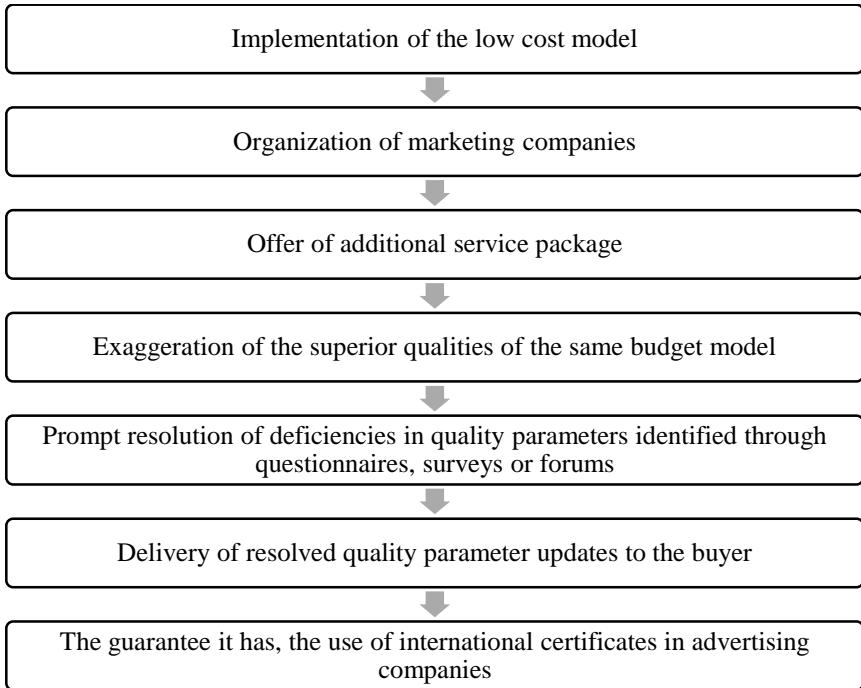 Implementation of the low cost model
Organization of marketing companies
Offer of additional service package
Exaggeration of the superior qualities of the same budget model
Prompt resolution of deficiencies in quality parameters identified through
questionnaires, surveys or forums
Delivery of resolved quality parameter updates to the buyer
The guarantee it has, the use of international certificates in advertising
companies